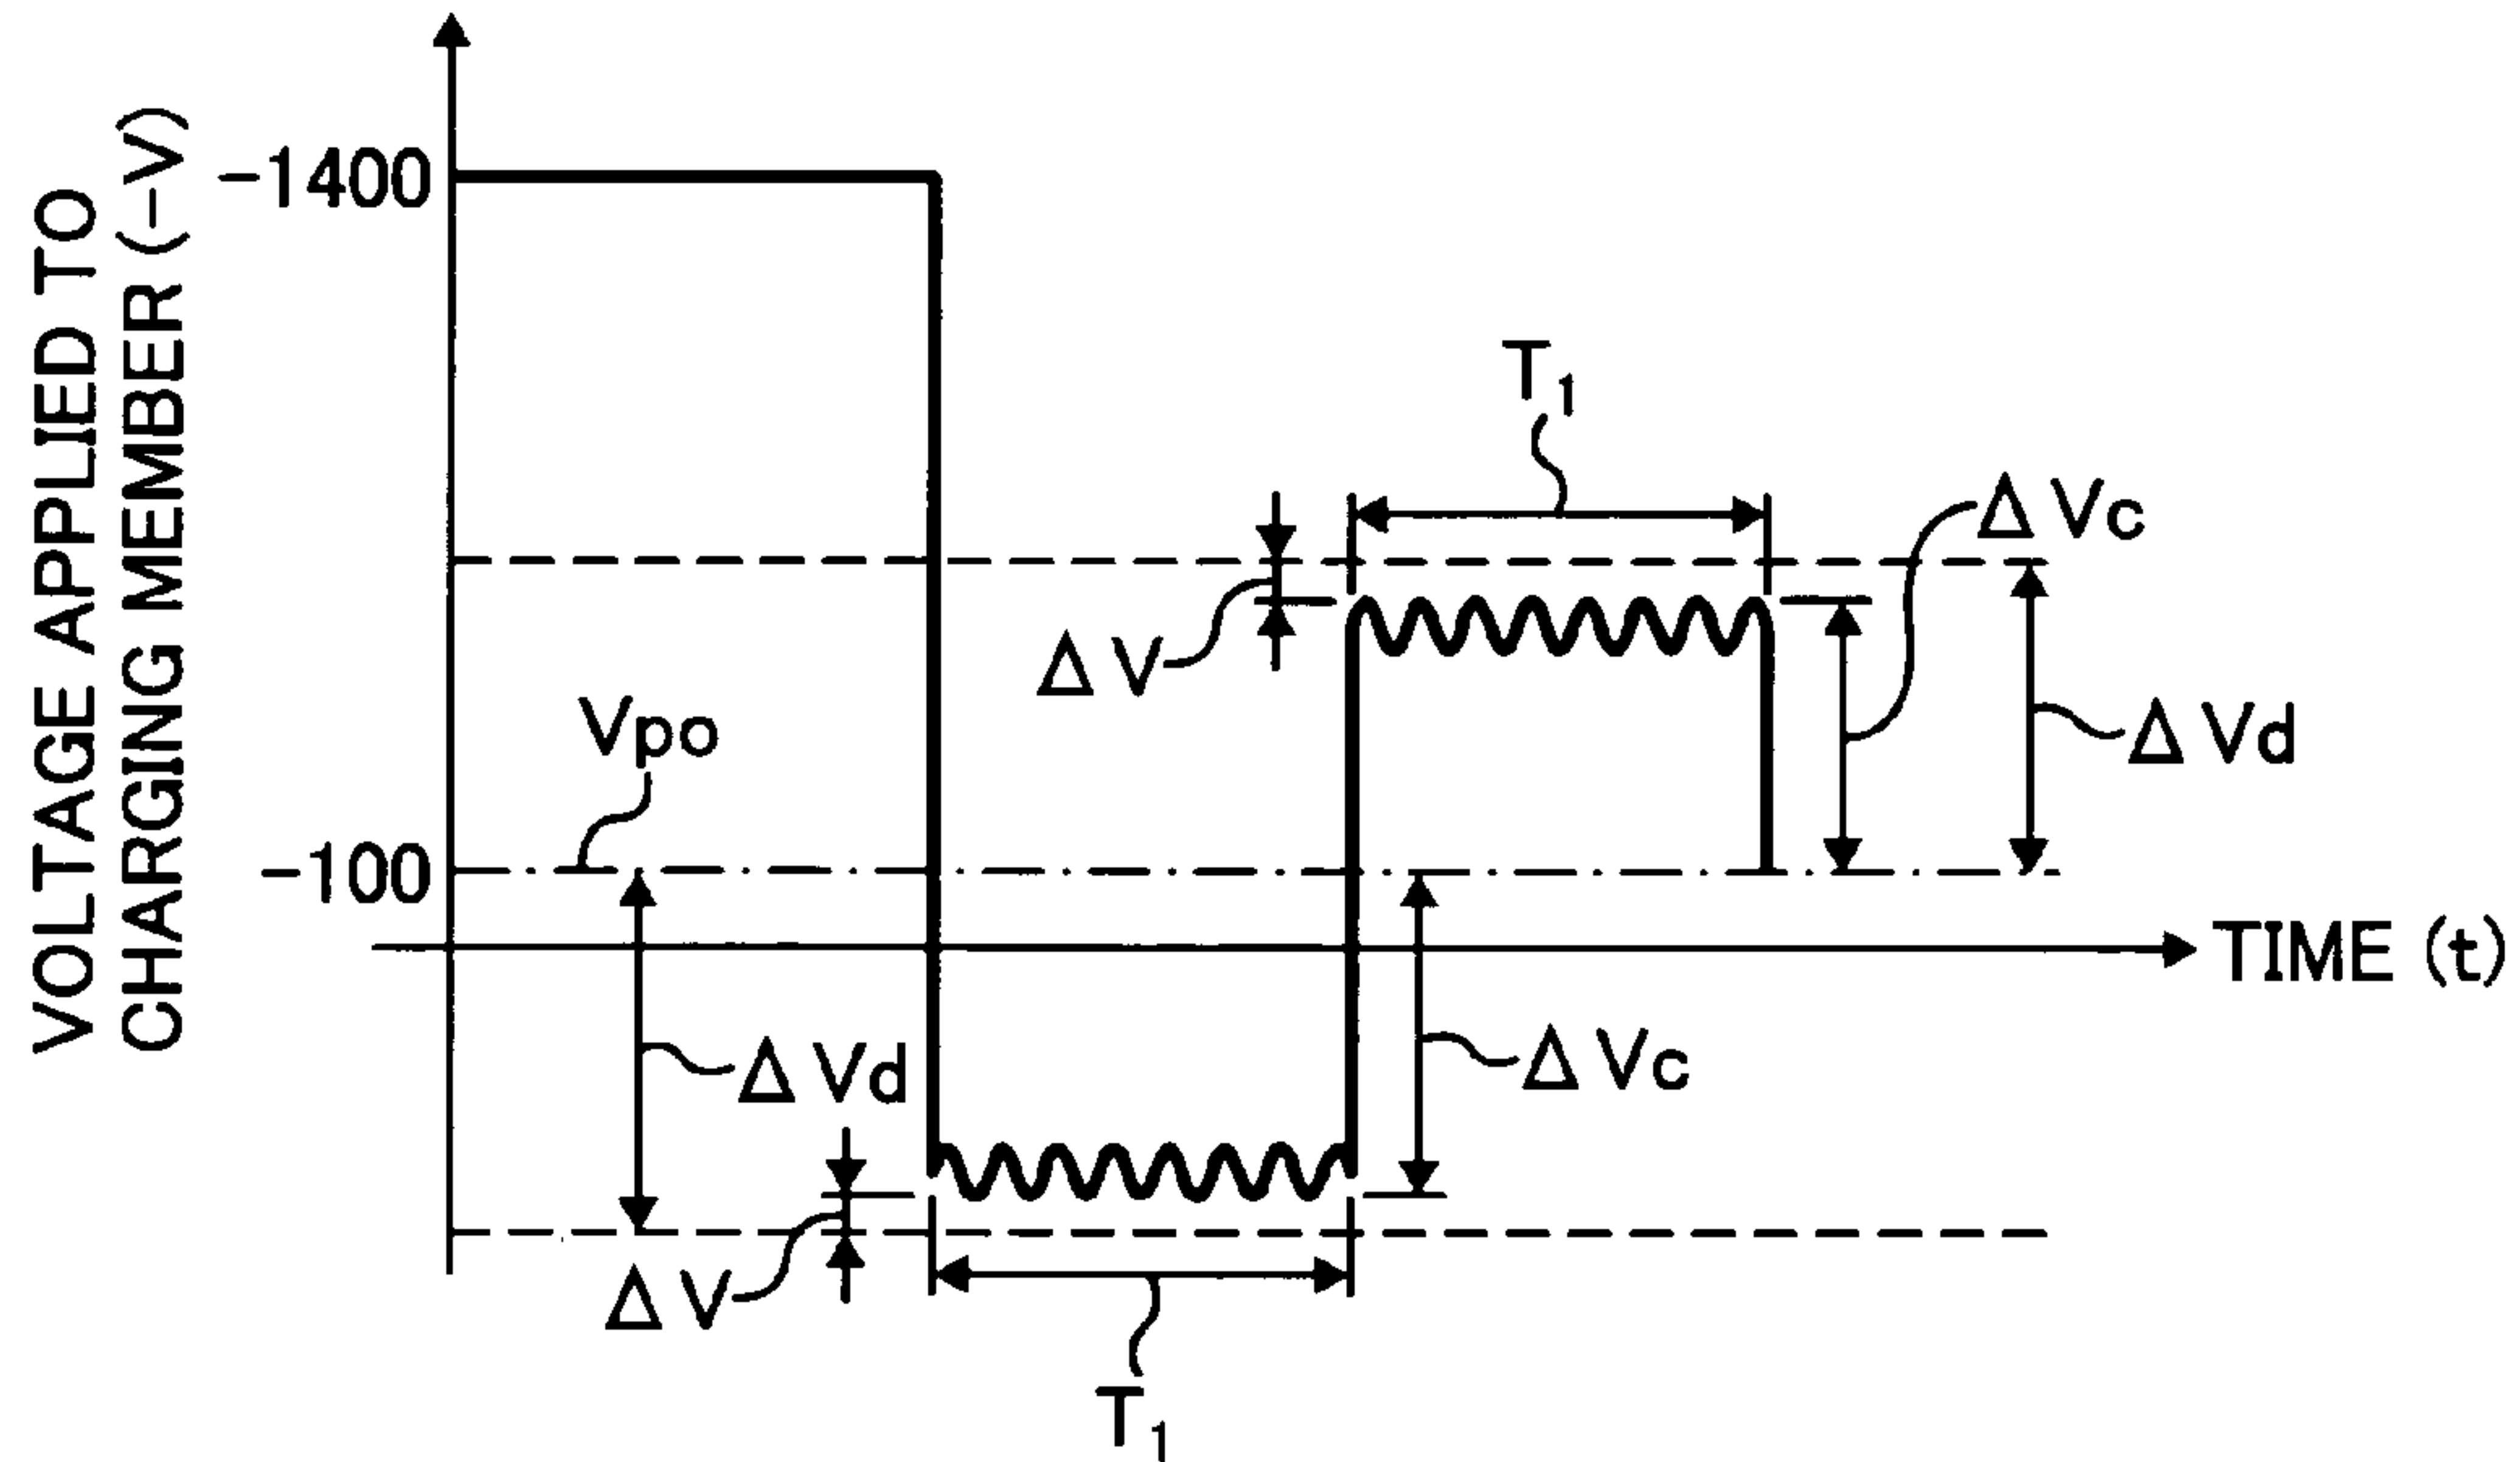 VOLTAGE APPLIED TO
CHARGING MEMBER (-V)
-1400
T1
ΔVc
ΔV
Vpo
ΔVd
-100
TIME (t)
ΔVd
ΔVc
ΔV
T1